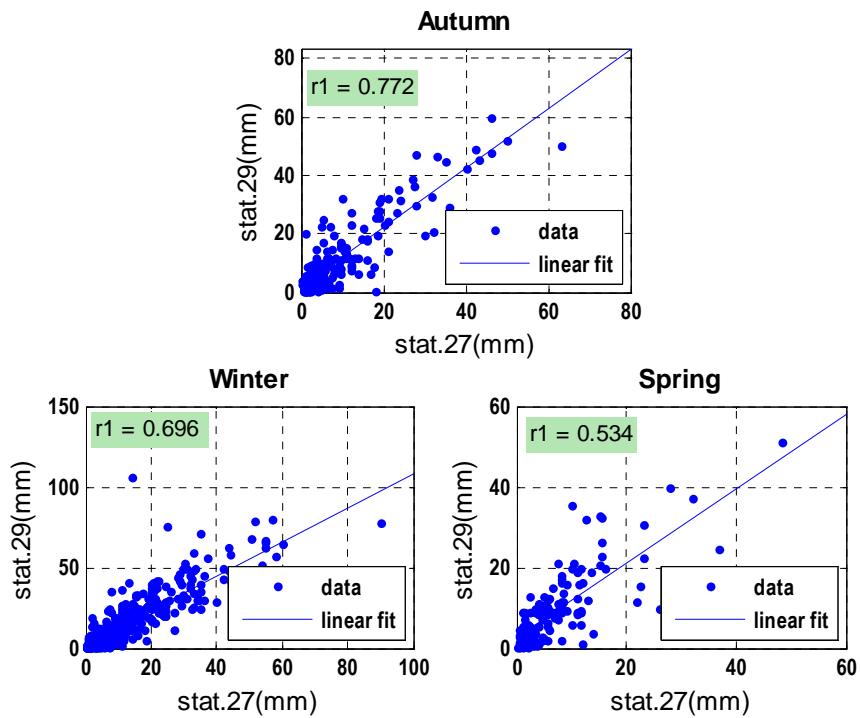 Autumn
80
60
40
20
0
r1 = 0.772
stat.29(mm)
data
linear fit
0 20 40 60 80
stat.27(mm)
Winter
150
100
50
0
r1 = 0.696
stat.29(mm)
data
linear fit
0 20 40 60 80 100
stat.27(mm)
Spring
60
40
20
0
r1 = 0.534
stat.29(mm)
data
linear fit
0 20 40 60
stat.27(mm)